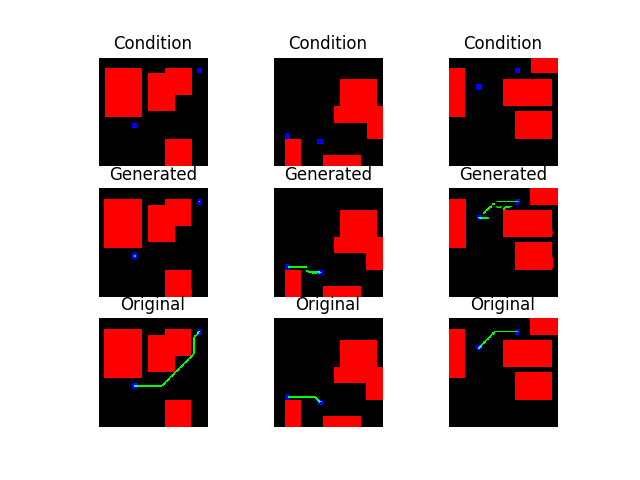 Condition Condition Condition
Generated Generated Generated
Original Original Original